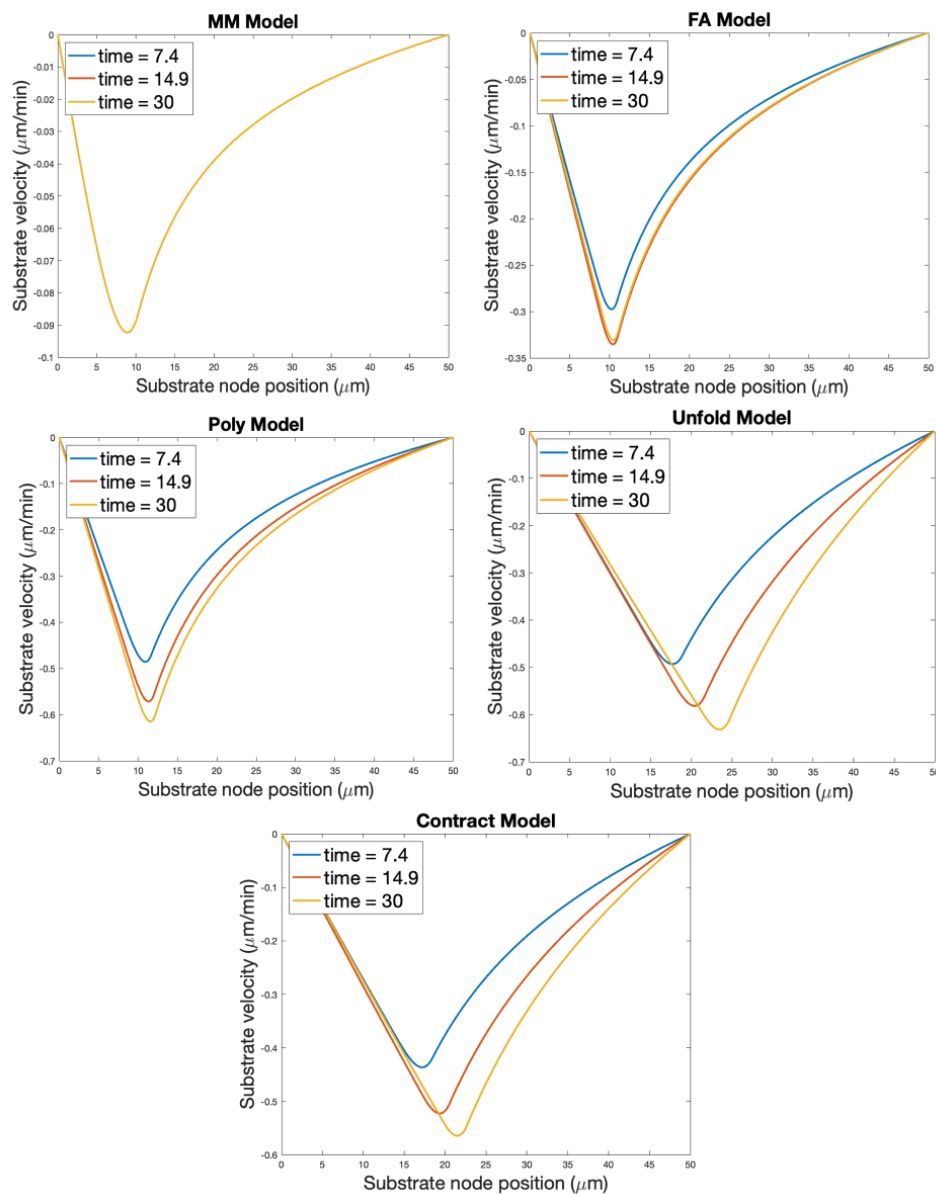 MM Model
time = 7.4
time = 14.9
time = 30
0
-0.01
-0.02
-0.03
-0.04
-0.05
-0.06
-0.07
-0.08
-0.09
-0.1
Substrate velocity (μm/min)
0 5 10 15 20 25 30 35 40 45 50
Substrate node position (μm)
FA Model
time = 7.4
time = 14.9
time = 30
0
-0.05
-0.1
-0.15
-0.2
-0.25
-0.3
-0.35
Substrate velocity (μm/min)
0 5 10 15 20 25 30 35 40 45 50
Substrate node position (μm)
Poly Model
time = 7.4
time = 14.9
time = 30
0
-0.1
-0.2
-0.3
-0.4
-0.5
-0.6
-0.7
Substrate velocity (μm/min)
0 5 10 15 20 25 30 35 40 45 50
Substrate node position (μm)
Unfold Model
time = 7.4
time = 14.9
time = 30
0
-0.1
-0.2
-0.3
-0.4
-0.5
-0.6
-0.7
Substrate velocity (μm/min)
0 5 10 15 20 25 30 35 40 45 50
Substrate node position (μm)
Contract Model
time = 7.4
time = 14.9
time = 30
0
-0.1
-0.2
-0.3
-0.4
-0.5
-0.6
Substrate velocity (μm/min)
0 5 10 15 20 25 30 35 40 45 50
Substrate node position (μm)